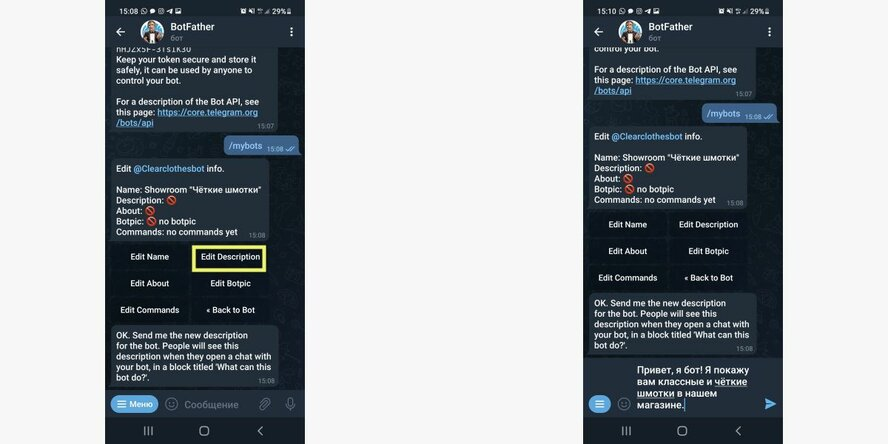 15:08
29%
BotFather
бот
Keep your token secure and store it
safely, it can be used by anyone to
control your bot.
For a description of the Bot API, see
this page: https://core.telegram.org
/bots/api
15:07
/mybots
15:08
Edit @Clearclothesbot info.
Name: Showroom "Чёткие шмотки"
Description: 🚫
About: 🚫
Botpic: 🚫 no botpic
Commands: no commands yet
15:08
Edit Name
Edit Description
Edit About
Edit Botpic
Edit Commands
« Back to Bot
OK. Send me the new description
for the bot. People will see this
description when they open a chat with
your bot, in a block titled 'What can this
bot do?'.
15:08
Меню
Сообщение
15:10
29%
BotFather
бот
control your bot.
For a description of the Bot API, see
this page: https://core.telegram.org
/bots/api
15:07
/mybots
15:08
Edit @Clearclothesbot info.
Name: Showroom "Чёткие шмотки"
Description: 🚫
About: 🚫
Botpic: 🚫 no botpic
Commands: no commands yet
15:08
Edit Name
Edit Description
Edit About
Edit Botpic
Edit Commands
« Back to Bot
OK. Send me the new description
for the bot. People will see this
description when they open a chat with
your bot, in a block titled 'What can this
bot do?'.
15:08
Привет, я бот! Я покажу
вам классные и чёткие
шмотки в нашем
магазине.